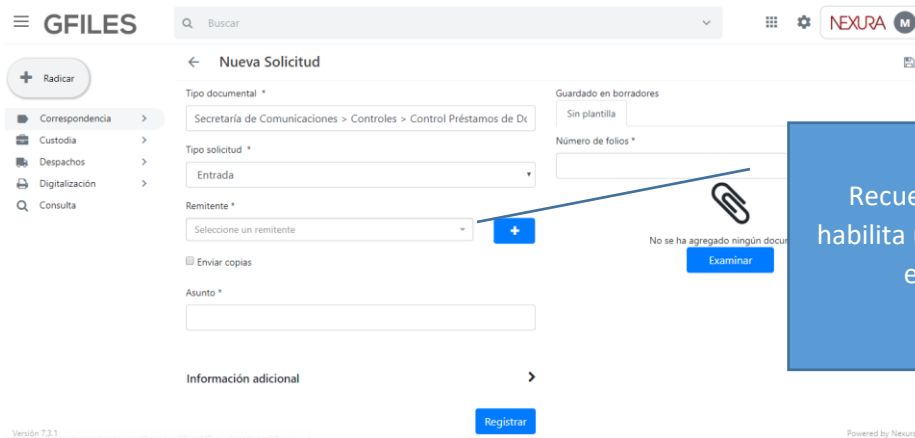 GFILES
Buscar
NEXURA M
Radicar
Nueva Solicitud
Correspondencia
Custodia
Despachos
Digitalización
Consulta
Tipo documental *
Secretaría de Comunicaciones > Controles > Control Préstamos de Dc
Tipo solicitud *
Entrada
Remitente *
Seleccione un remitente
+
Enviar copias
Asunto *
Información adicional
Registrar
Guardado en borradores
Sin plantilla
Número de folios *
No se ha agregado ningún docu
Examinar
Recue
habilita
e
Versión 7.3.1
Powered by Nexura